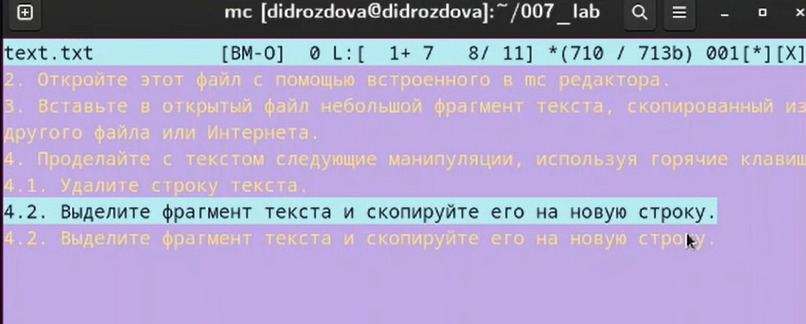 mc [didrozdova@didrozdova]:~/007_lab
text.txt [BM-O] 0 L:[ 1+ 7 8/ 11] *(710 / 713b) 001[*][X]
2. Откройте этот файл с помощью встроенного в mc редактора.
3. Вставьте в открытый файл небольшой фрагмент текста, скопированный из
другого файла или Интернета.
4. Проделайте с текстом следующие манипуляции, используя горячие клавиш
4.1. Удалите строку текста.
4.2. Выделите фрагмент текста и скопируйте его на новую строку.
4.2. Выделите фрагмент текста и скопируйте его на новую строку.